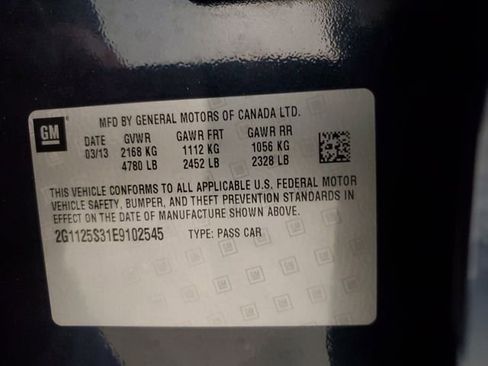 GM
MFD BY GENERAL MOTORS OF CANADA LTD.
DATE GVWR GAWR FRT GAWR RR
03/13 2168 KG 1112 KG 1056 KG
4780 LB 2452 LB 2328 LB
THIS VEHICLE CONFORMS TO ALL APPLICABLE U.S. FEDERAL MOTOR
VEHICLE SAFETY, BUMPER, AND THEFT PREVENTION STANDARDS IN
EFFECT ON THE DATE OF MANUFACTURE SHOWN ABOVE.
2G1125S31E9102545 TYPE: PASS CAR